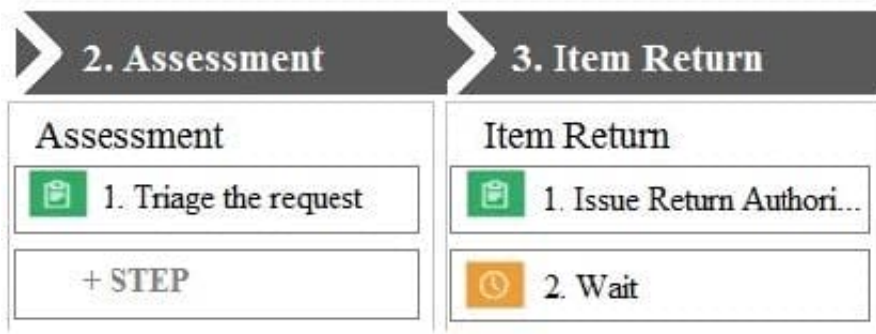 2. Assessment
3. Item Return
Assessment
1. Triage the request
+ STEP
Item Return
1. Issue Return Authori...
2. Wait